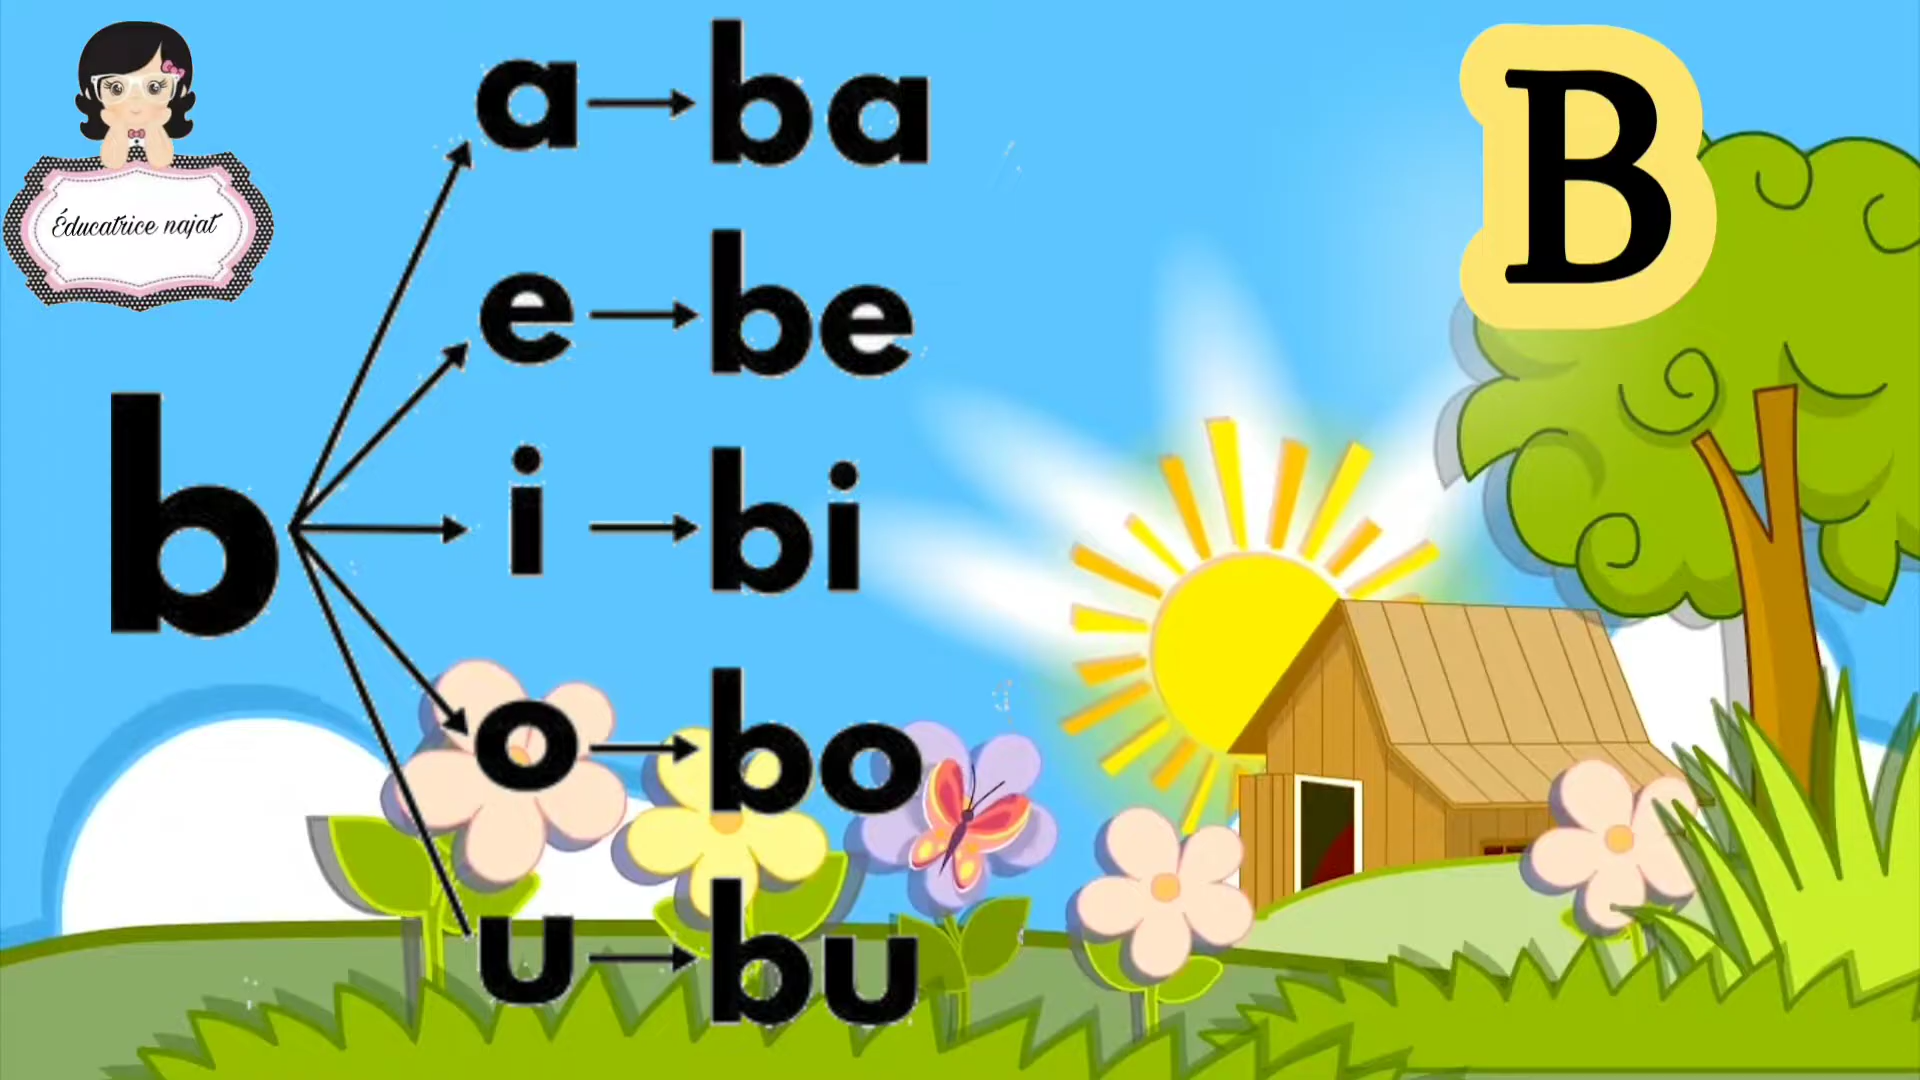 B
Éducatrice najat
b
a → ba
e → be
i → bi
o → bo
u → bu